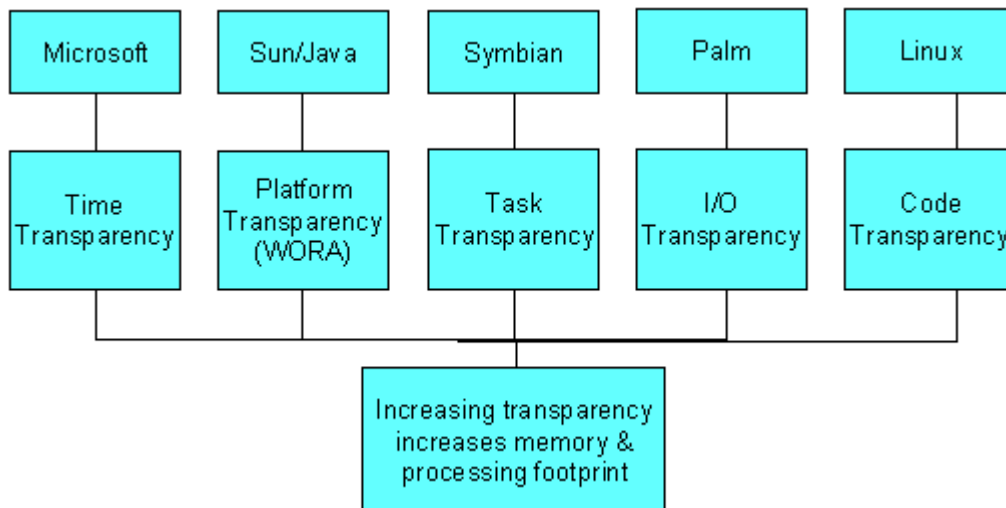 Microsoft
Sun/Java
Symbian
Palm
Linux
Time
Transparency
Platform
Transparency
(WORA)
Task
Transparency
I/O
Transparency
Code
Transparency
Increasing transparency
increases memory &
processing footprint